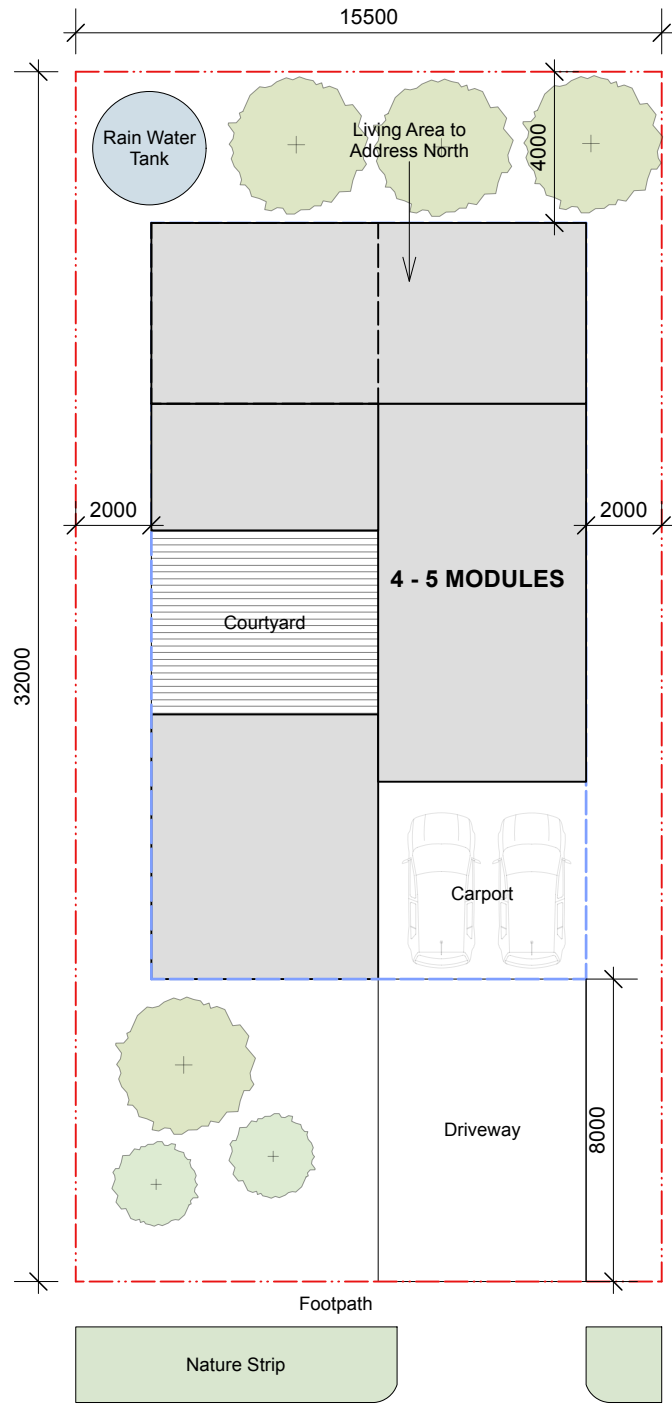 15500
Rain Water
Tank
Living Area to
Address North
4000
2000
2000
4 - 5 MODULES
Courtyard
32000
Carport
Driveway
8000
Footpath
Nature Strip